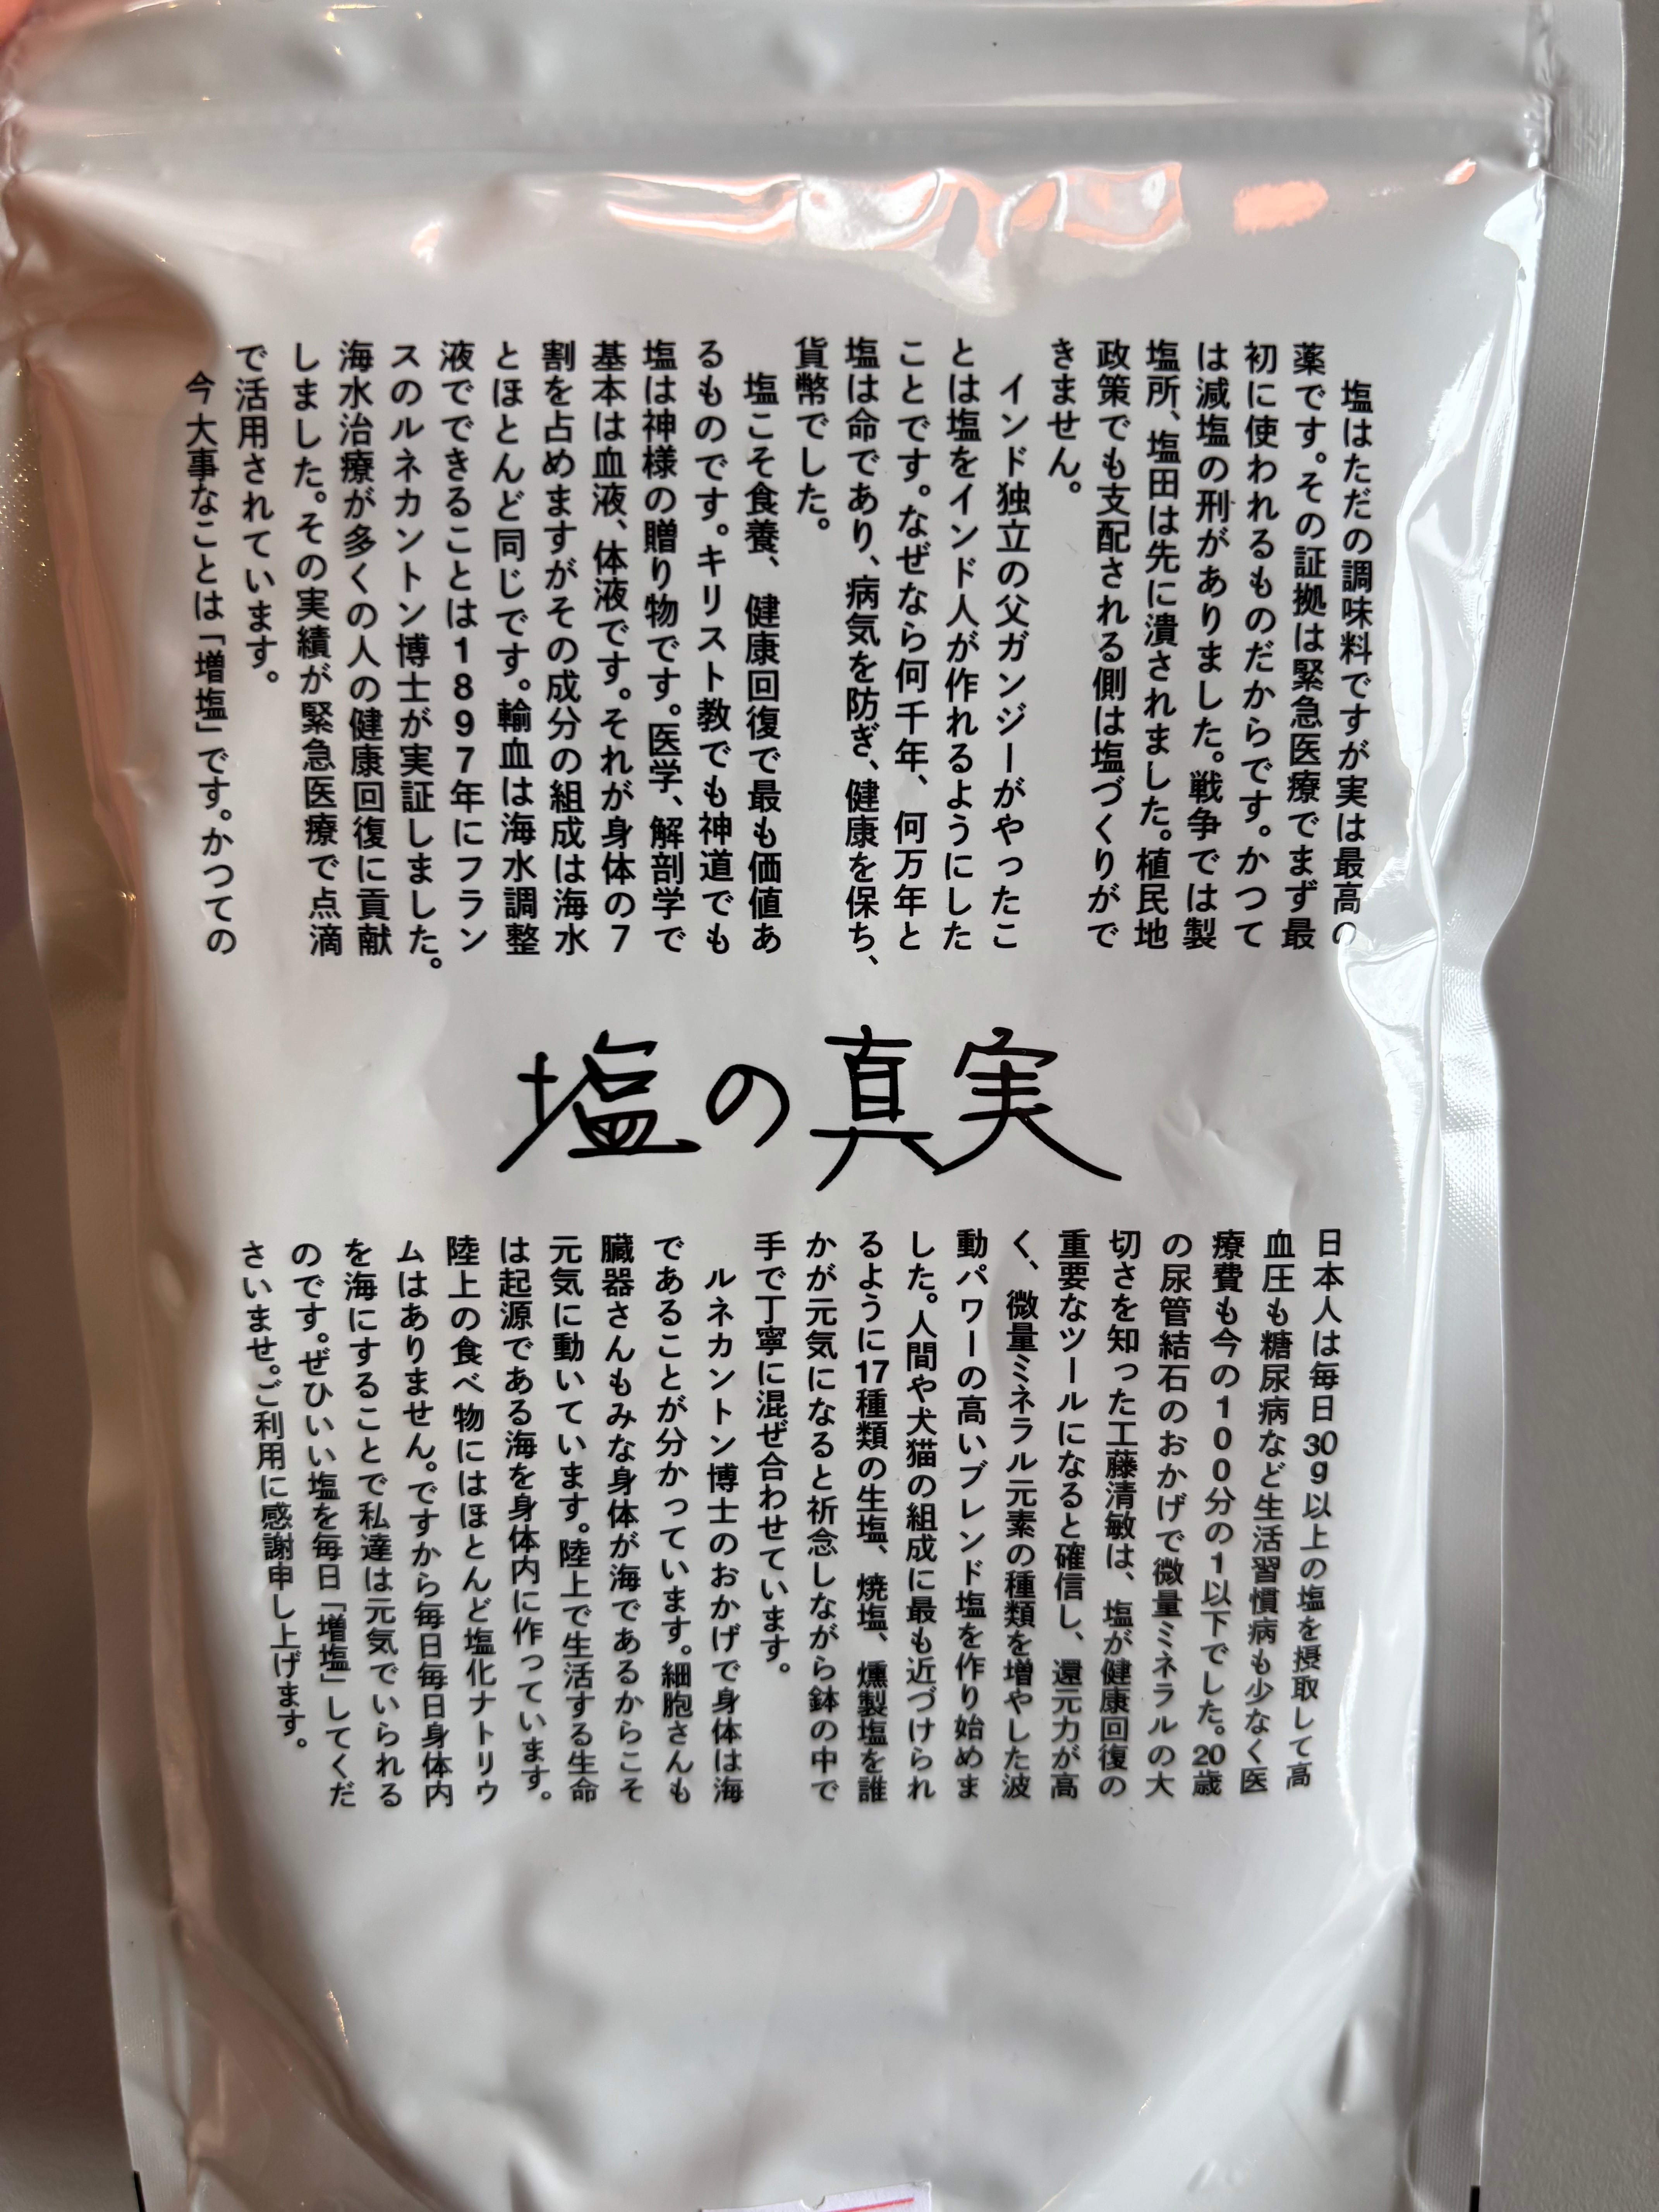 塩はただの調味料ですが実は最高の
薬です。その証拠は緊急医療でまず最
初に使われるものだからです。かつて
は減塩の刑がありました。戦争では製
塩所、塩田は先に潰されました。植民地
政策でも支配される側は塩づくりがで
きません。
インド独立の父ガンジーがやったこ
とは塩をインド人が作れるようにした
ことです。なぜなら何千年、何万年と
塩は命であり、病気を防ぎ、健康を保ち、
貨幣でした。
塩こそ食養、健康回復で最も価値あ
るものです。キリスト教でも神道でも
塩は神様の贈り物です。医学、解剖学で
基本は血液、体液です。それが身体の7
割を占めますがその成分の組成は海水
とほとんど同じです。輸血は海水調整
液でできることは1897年にフラン
スのルネカントン博士が実証しました。
海水治療が多くの人の健康回復に貢献
しました。その実績が緊急医療で点滴
で活用されています。
今大事なことは「増塩」です。かつての
塩の真実
日本人は毎日30g以上の塩を摂取して高
血圧も糖尿病など生活習慣病も少なく医
療費も今の100分の1以下でした。20歳
の尿管結石のおかげで微量ミネラルの大
切さを知った工藤清敏は、塩が健康回復の
重要なツールになると確信し、還元力が高
く、微量ミネラル元素の種類を増やした波
動パワーの高いブレンド塩を作り始めま
した。人間や犬猫の組成に最も近づけられ
るように17種類の生塩、焼塩、燻製塩を誰
かが元気になると祈念しながら鉢の中で
手で丁寧に混ぜ合わせています。
ルネカントン博士のおかげで身体は海
であることが分かっています。細胞さんも
臓器さんもみな身体が海であるからこそ
元気に動いています。陸上で生活する生命
は起源である海を身体内に作っています。
陸上の食べ物にはほとんど塩化ナトリウ
ムはありません。ですから毎日毎日身体内
を海にすることで私達は元気でいられる
のです。ぜひいい塩を毎日「増塩」してくだ
さいませ。ご利用に感謝申し上げます。